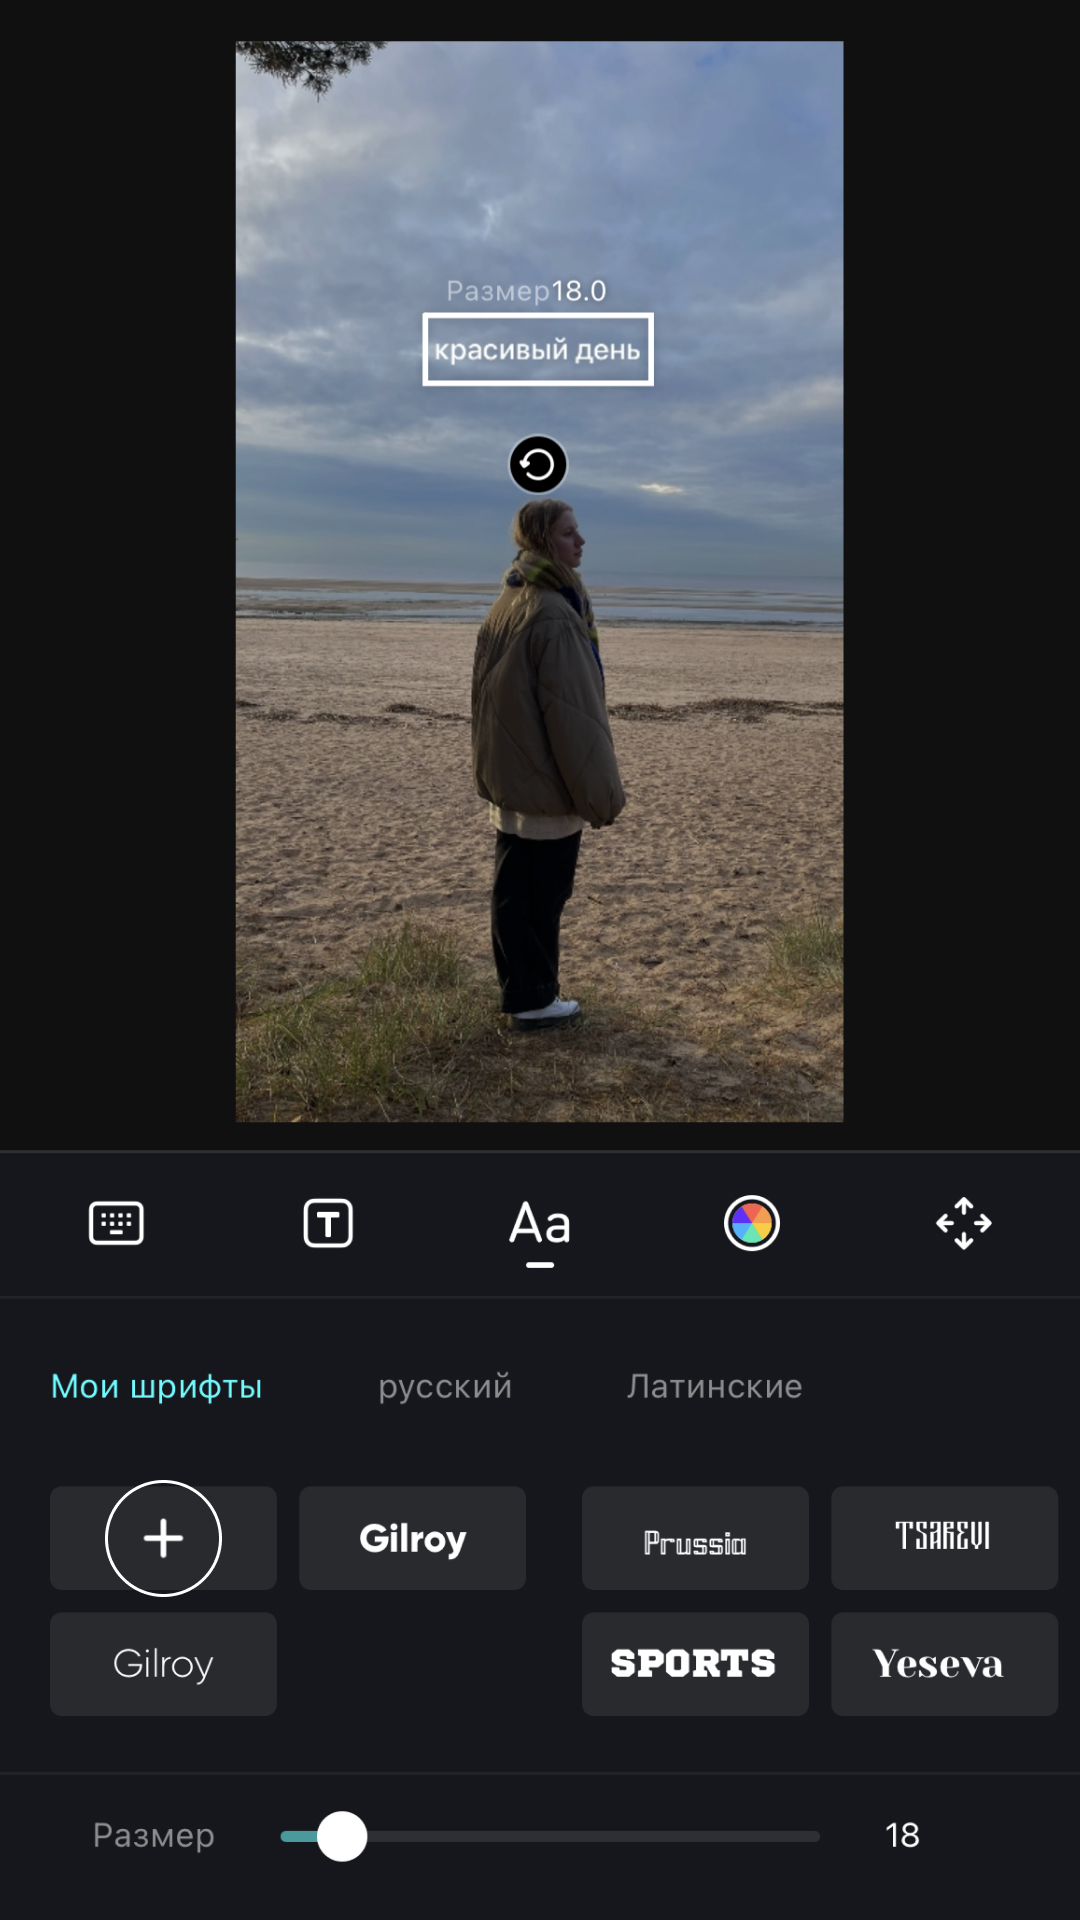 Размер18.0
красивый день
Aa
Мои шрифты русский Латинские
Gilroy Prussia TSAREVI
Gilroy SPORTS Yeseva
Размер 18